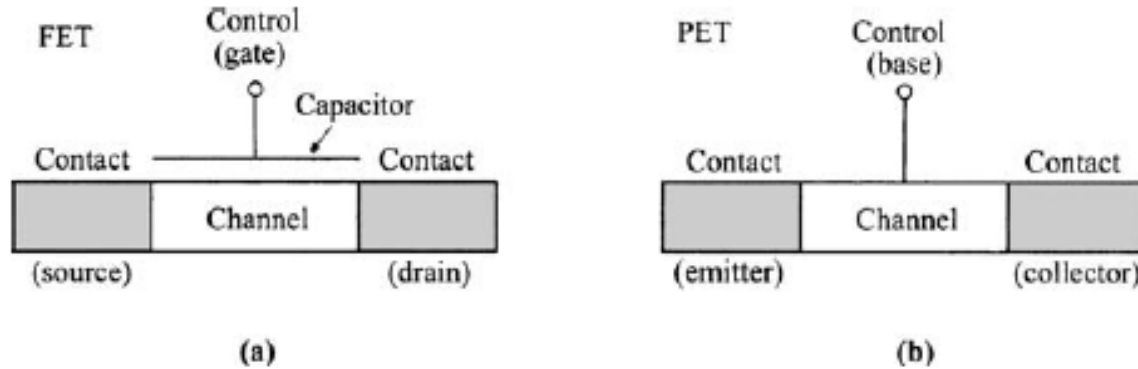 FET
Control
(gate)
Capacitor
Contact
Contact
Channel
(source)
(drain)
(a)
PET
Control
(base)
Contact
Contact
Channel
(emitter)
(collector)
(b)